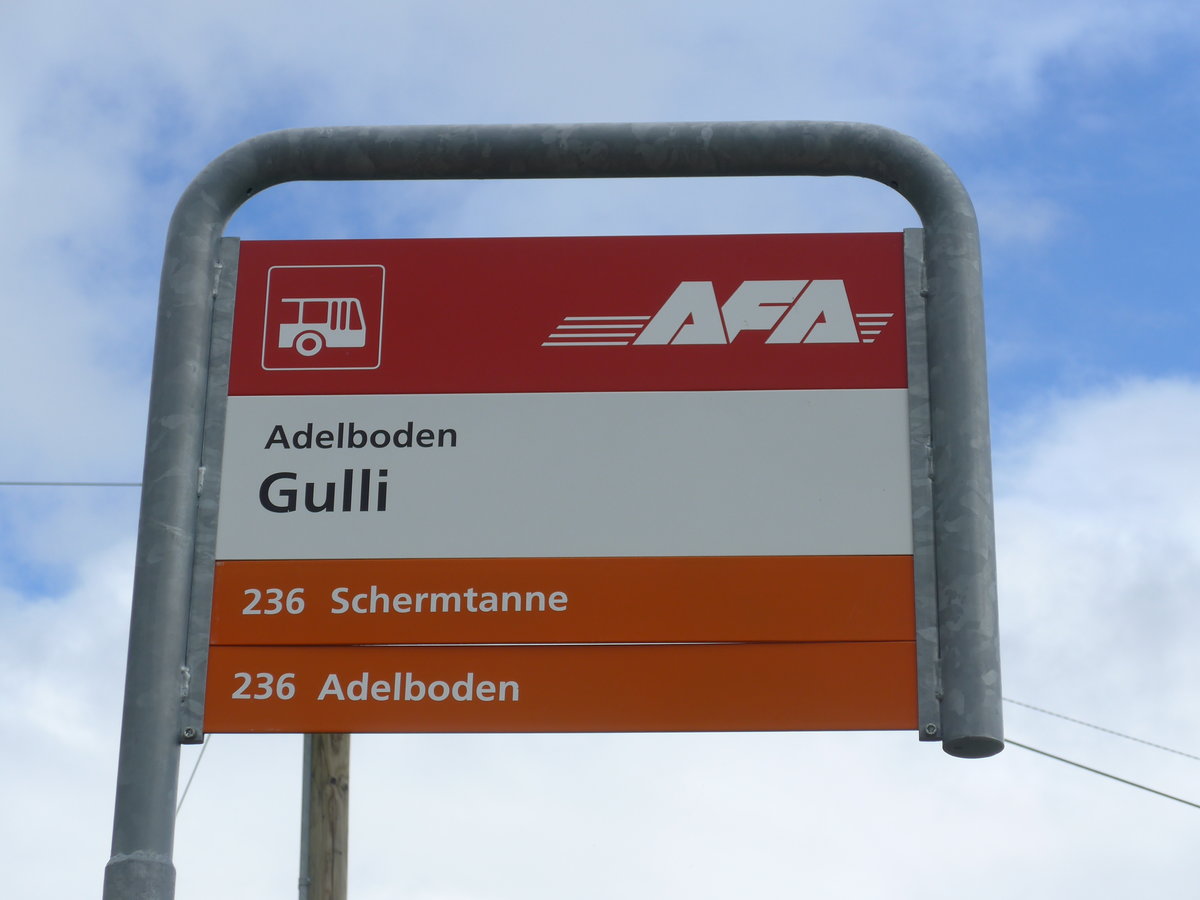 AFA
Adelboden
Gulli
236 Schermtanne
236 Adelboden